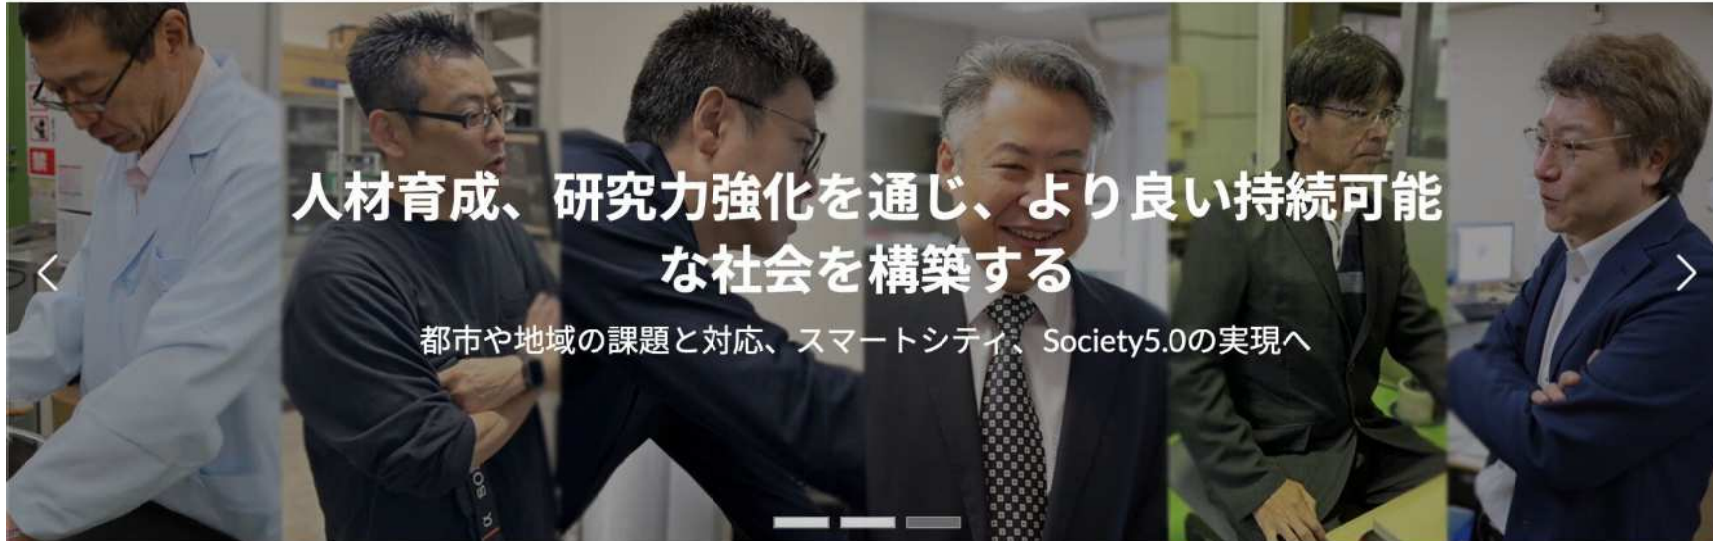 人材育成、研究力強化を通じ、より良い持続可能
な社会を構築する
都市や地域の課題と対応、スマートシティ、Society5.0の実現へ